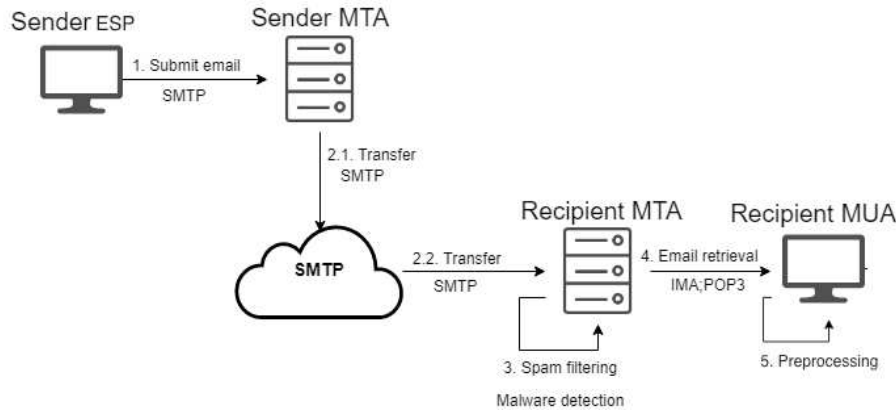 Sender ESP
Sender MTA
1. Submit email
SMTP
2.1. Transfer
SMTP
SMTP
2.2. Transfer
SMTP
Recipient MTA
4. Email retrieval
IMA;POP3
Recipient MUA
3. Spam filtering
Malware detection
5. Preprocessing